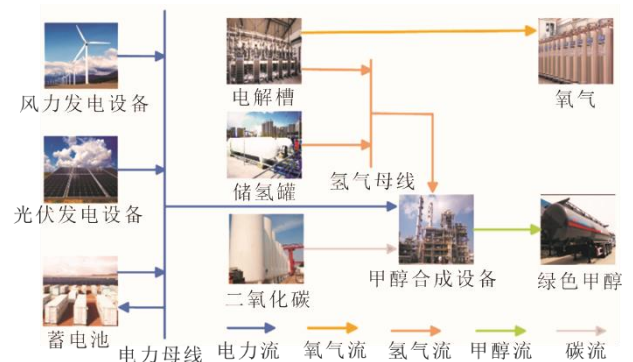 风力发电设备
电解槽
氧气
光伏发电设备
储氢罐
氢气母线
蓄电池
二氧化碳
甲醇合成设备
绿色甲醇
电力母线
电力流
氧气流
氢气流
甲醇流
碳流